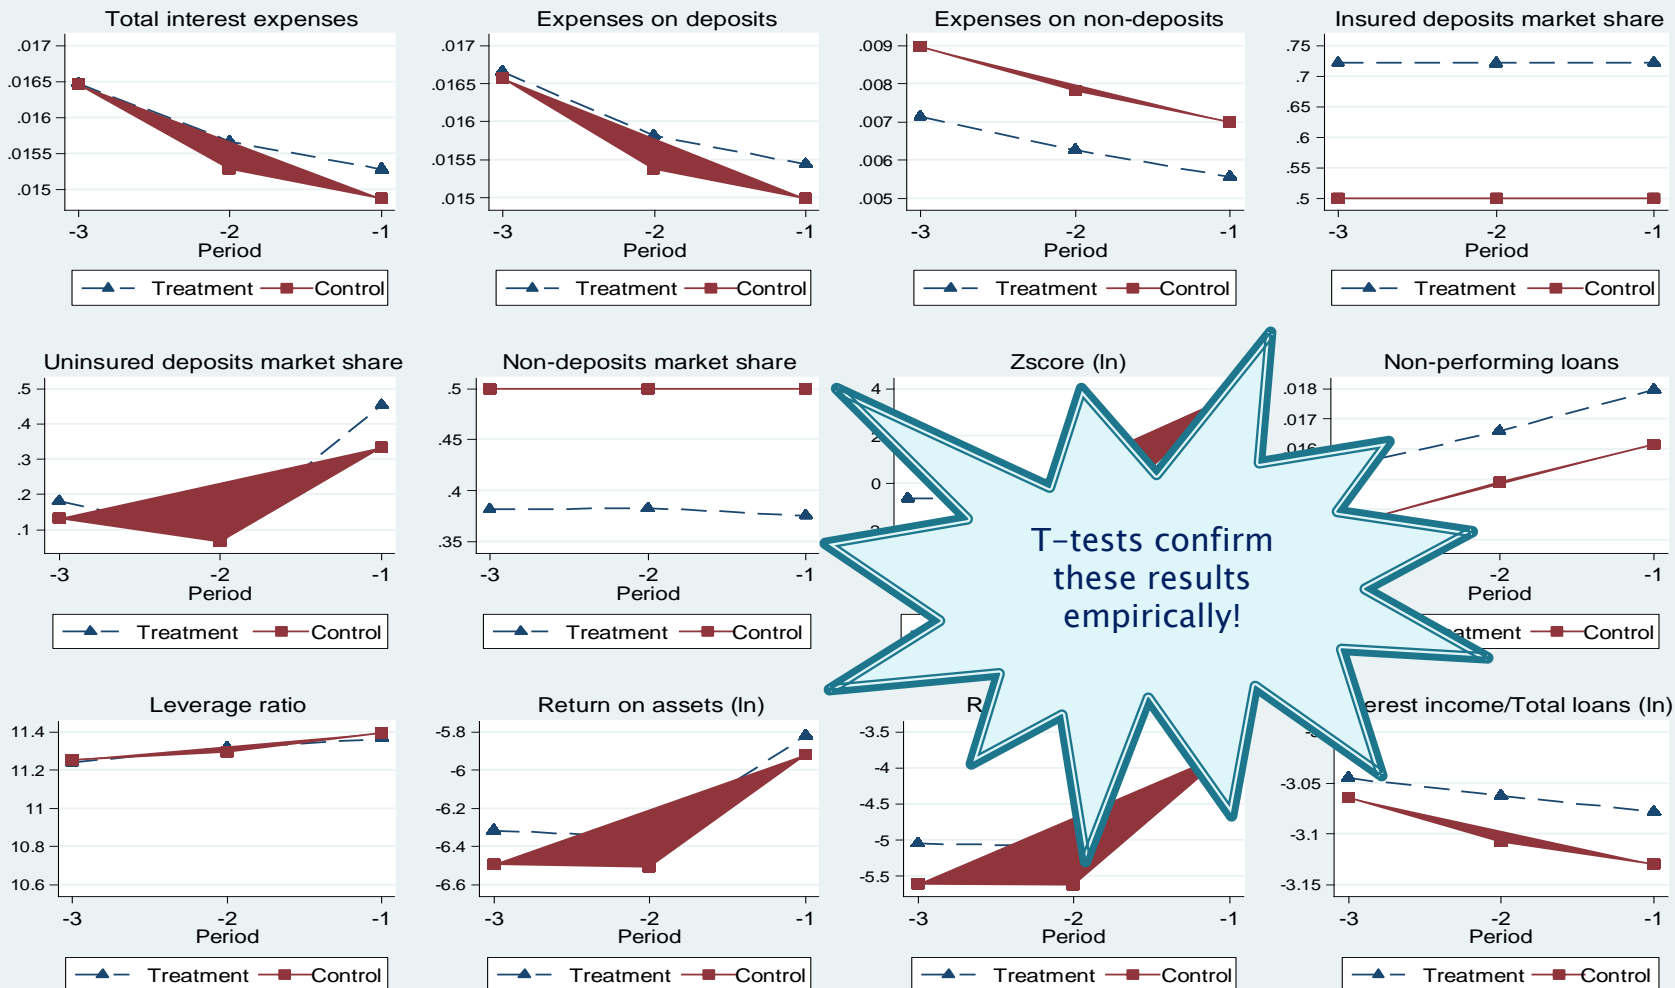 Total interest expenses
.017
.0165
.016
.0155
.015
-3 -2 -1
Period
Treatment Control
Expenses on deposits
.017
.0165
.016
.0155
.015
-3 -2 -1
Period
Treatment Control
Expenses on non-deposits
.009
.008
.007
.006
.005
-3 -2 -1
Period
Treatment Control
Insured deposits market share
.75
.7
.65
.6
.55
.5
-3 -2 -1
Period
Treatment Control
Uninsured deposits market share
.5
.4
.3
.2
.1
-3 -2 -1
Period
Treatment Control
Non-deposits market share
.5
.45
.4
.35
-3 -2 -1
Period
Treatment Control
Zscore (ln)
4
2
0
Non-performing loans
.018
.017
.016
-2 -1
Period
Control
T-tests confirm
these results
empirically!
Leverage ratio
11.4
11.2
11
10.8
10.6
-3 -2 -1
Period
Treatment Control
Return on assets (ln)
-5.8
-6
-6.2
-6.4
-6.6
-3 -2 -1
Period
Treatment Control
-3.5
-4
-4.5
-5
-5.5
-3 -2 -1
Period
Treatment Control
income/Total loans (ln)
-3.05
-3.1
-3.15
-3 -2 -1
Period
Treatment Control